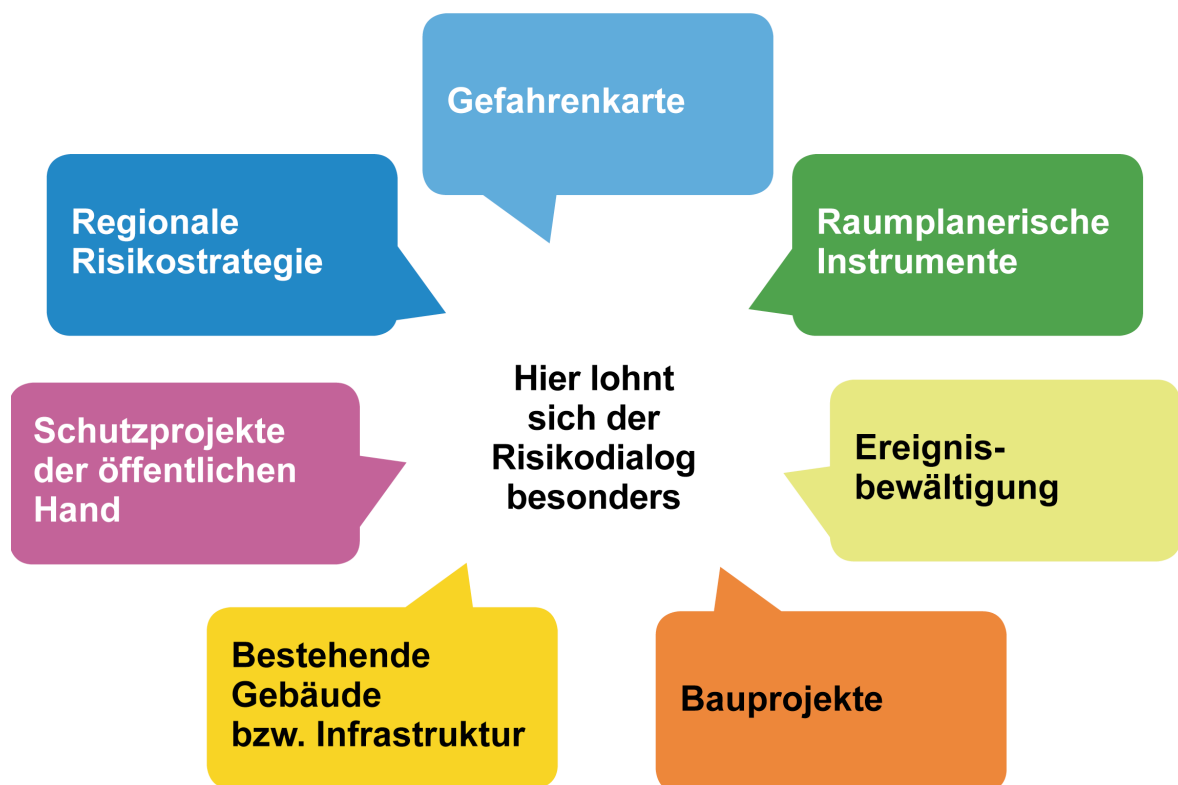 Gefahrenkarte
Regionale
Risikostrategie
Raumplanerische
Instrumente
Hier lohnt
sich der
Risikodialog
besonders
Schutzprojekte
der öffentlichen
Hand
Ereignis-
bewältigung
Bestehende
Gebäude
bzw. Infrastruktur
Bauprojekte